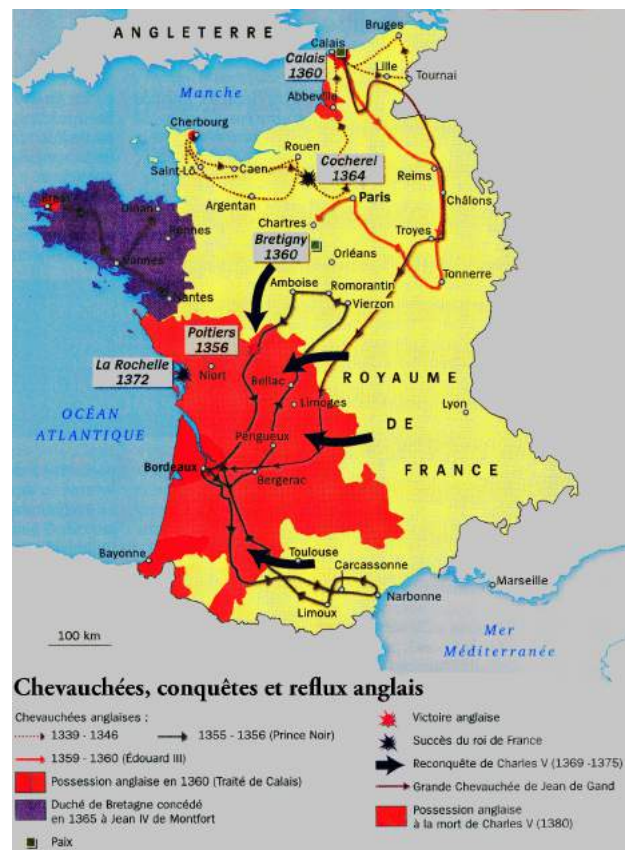 ANGLETERRE
Bruges
Calais
Calais
1360
Lille
Tournai
Manche
Abbeville
Cherbourg
Rouen
Saint-Lô
Caen
Cocherel
1364
Reims
Argentan
Paris
Châlons
Brest
Dinan
Chartres
Rennes
Bretigny
1360
Troyes
Orléans
Vannes
Tonnerre
Amboise
Romorantin
Nantes
Vierzon
Poitiers
1356
La Rochelle
1372
Niort
Bellac
ROYAUME
Limoges
Lyon
OCÉAN
ATLANTIQUE
DE
Périgueux
FRANCE
Bordeaux
Bergerac
Bayonne
Toulouse
Carcassonne
Marseille
Narbonne
Limoux
100 km
Mer
Méditerranée
Chevauchées, conquêtes et reflux anglais
Chevauchées anglaises :
1339 - 1346
1355 - 1356 (Prince Noir)
1359 - 1360 (Édouard III)
Possession anglaise en 1360 (Traité de Calais)
Duché de Bretagne concédé
en 1365 à Jean IV de Montfort
Paix
Victoire anglaise
Succès du roi de France
Reconquête de Charles V (1369 -1375)
Grande Chevauchée de Jean de Gand
Possession anglaise
à la mort de Charles V (1380)